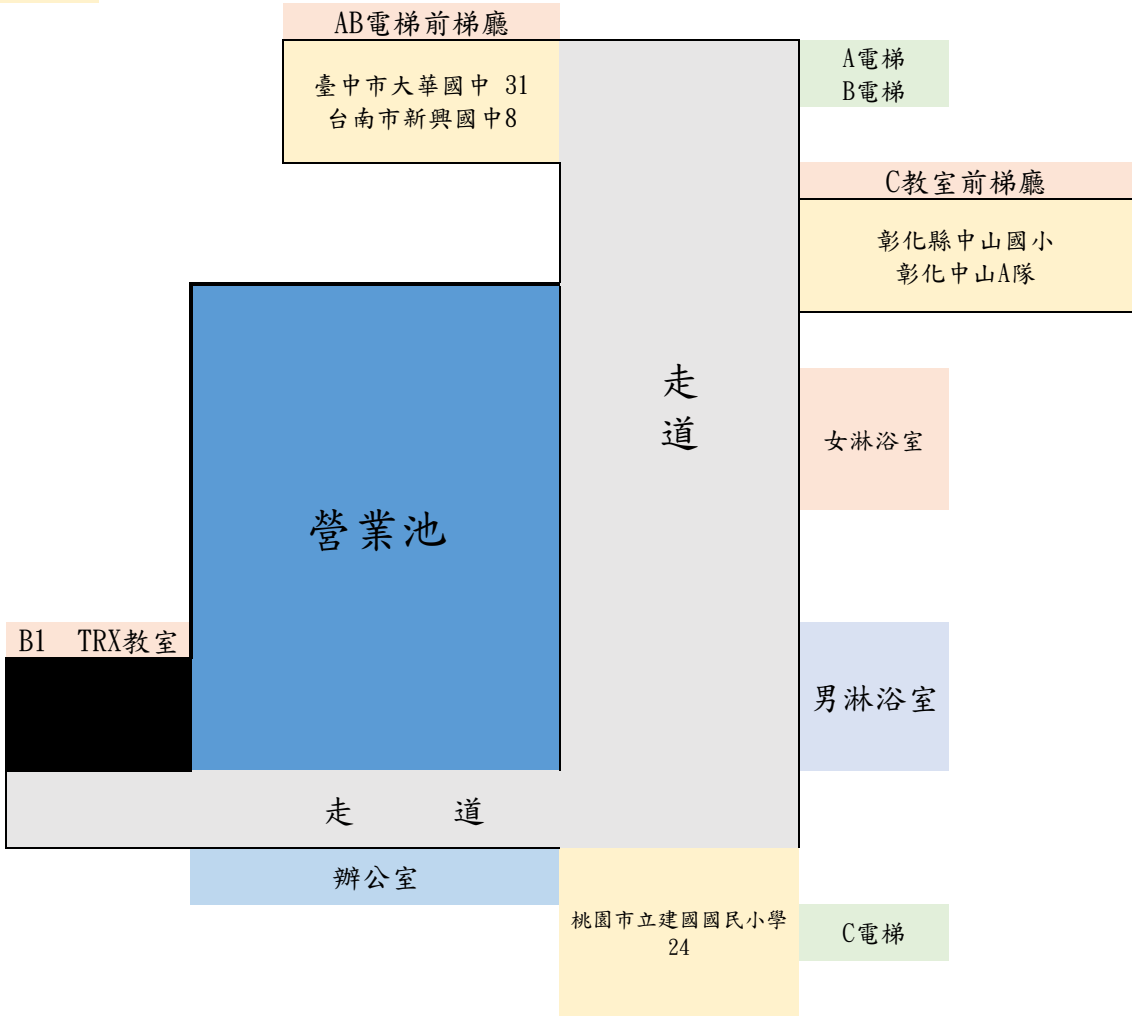 AB電梯前梯廳
臺中市大華國中 31
台南市新興國中8
A電梯
B電梯
C教室前梯廳
彰化縣中山國小
彰化中山A隊
走
道
女淋浴室
營業池
B1 TRX教室
男淋浴室
走 道
辦公室
桃園市立建國國民小學
24
C電梯